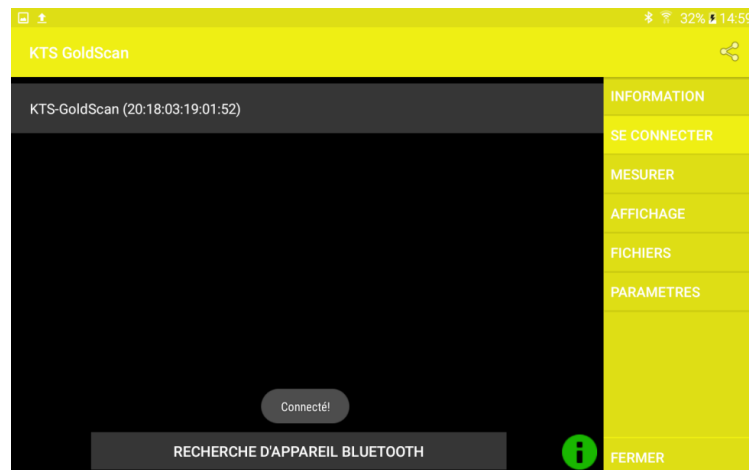 32% 14:59
KTS GoldScan
KTS-GoldScan (20:18:03:19:01:52)
INFORMATION
SE CONNECTER
MESURER
AFFICHAGE
FICHIERS
PARAMETRES
Connecté!
RECHERCHE D'APPAREIL BLUETOOTH
FERMER